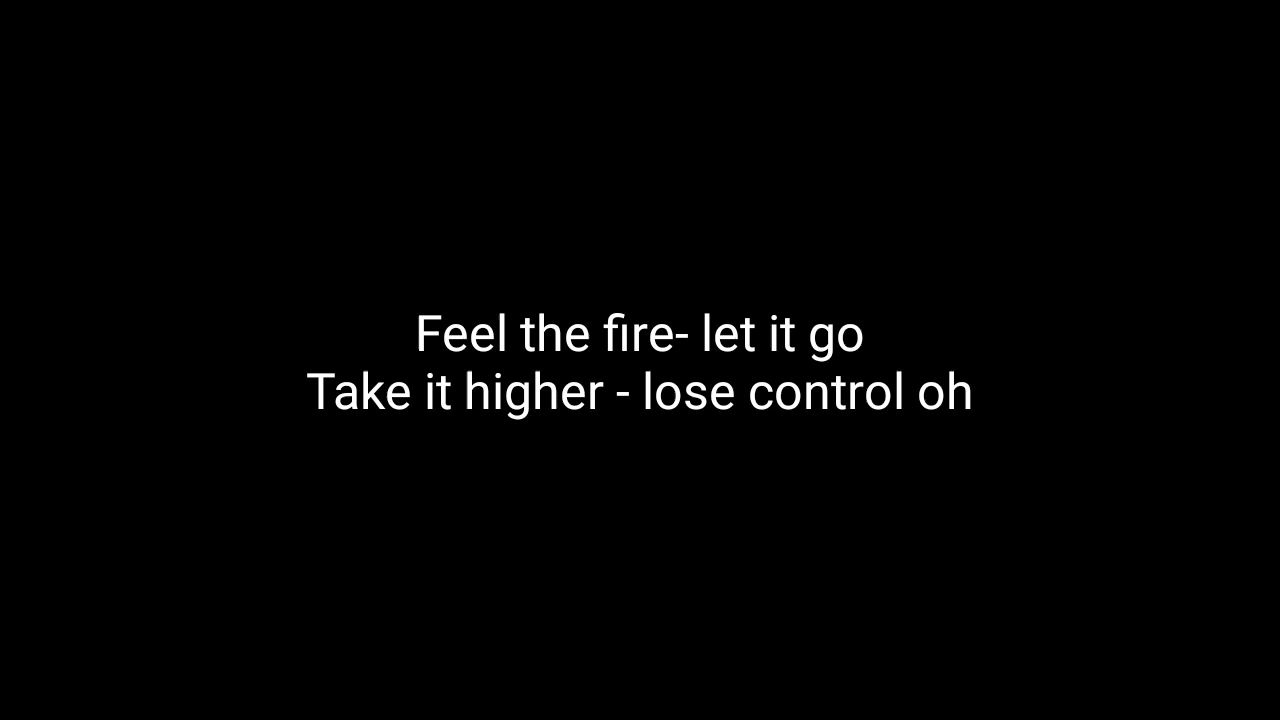 Feel the fire- let it go
Take it higher - lose control oh